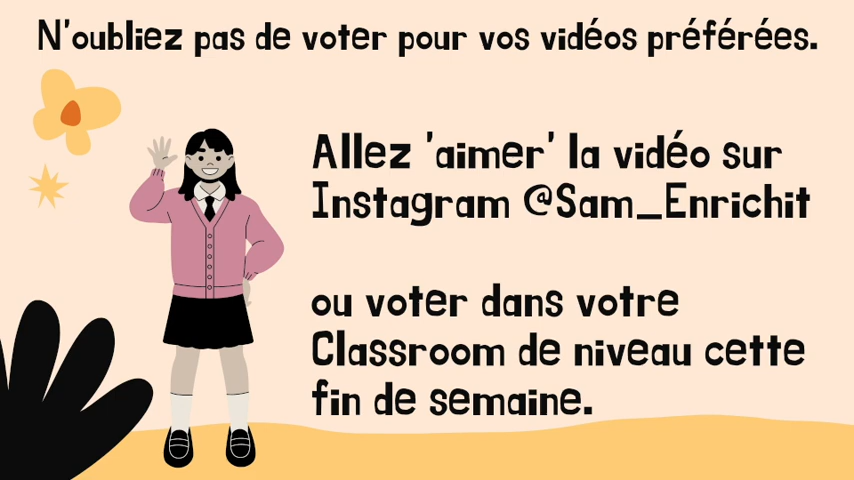 N'oubliez pas de voter pour vos vidéos préférées.
Allez 'aimer' la vidéo sur
Instagram @Sam_Enrichit
ou voter dans votre
Classroom de niveau cette
fin de semaine.